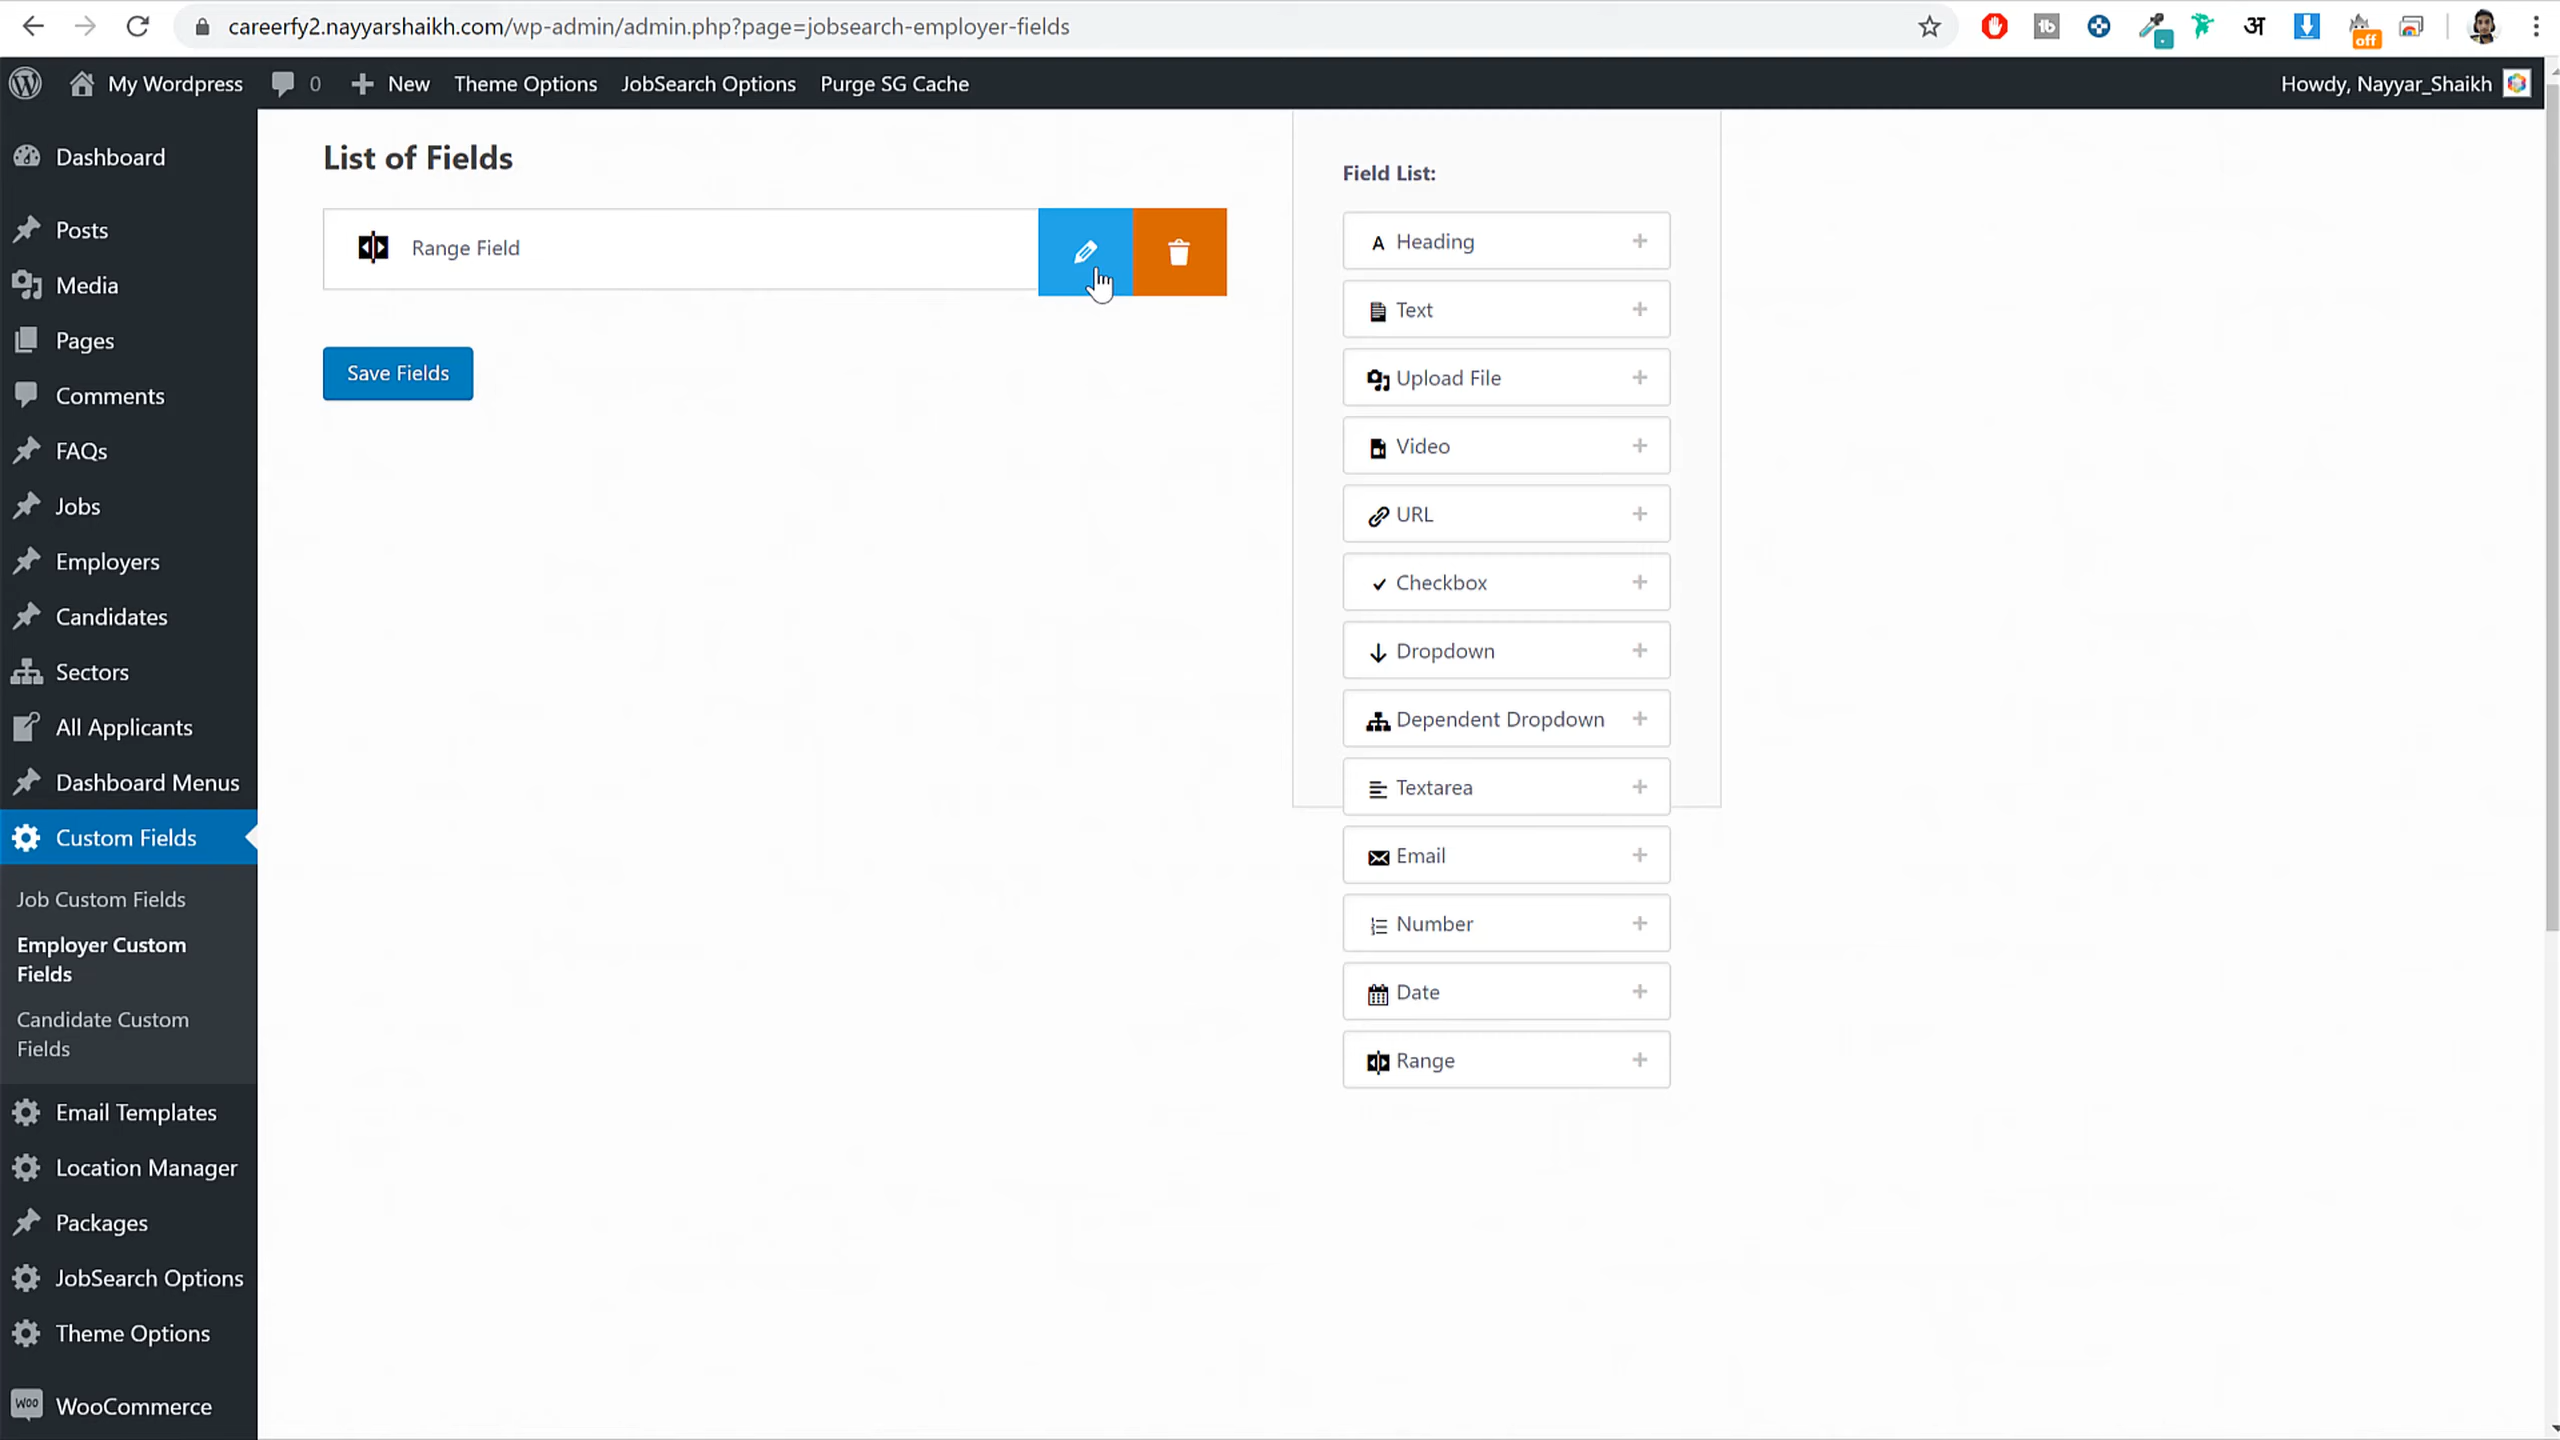 careerfy2.nayyarshaikh.com/wp-admin/admin.php?page=jobsearch-employer-fields
My Wordpress 0 New Theme Options JobSearch Options Purge SG Cache Howdy, Nayyar_Shaikh
Dashboard
Posts
Media
Pages
Comments
FAQs
Jobs
Employers
Candidates
Sectors
All Applicants
Dashboard Menus
Custom Fields
Job Custom Fields
Employer Custom
Fields
Candidate Custom
Fields
Email Templates
Location Manager
Packages
JobSearch Options
Theme Options
WooCommerce
List of Fields
Range Field
Save Fields
Field List:
Heading
Text
Upload File
Video
URL
Checkbox
Dropdown
Dependent Dropdown
Textarea
Email
Number
Date
Range
off
अ
tb
Woo